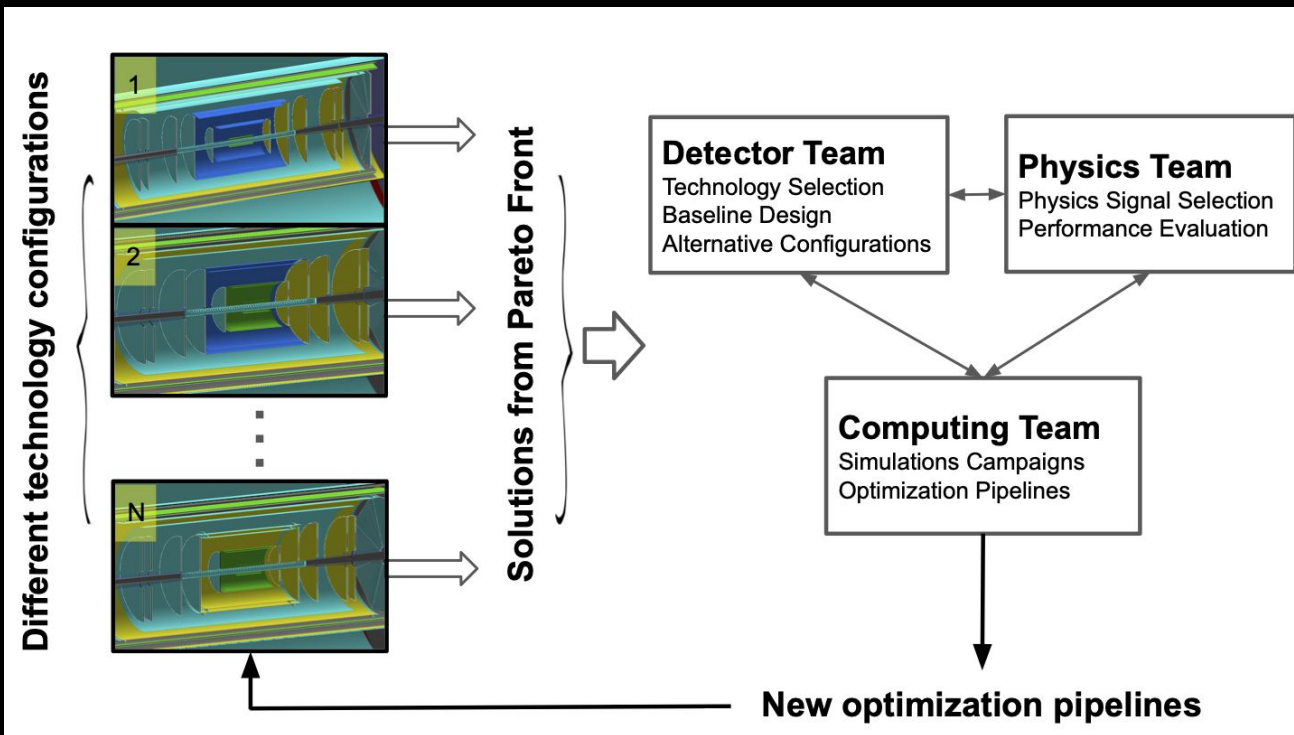 Different technology configurations
1
2
N
Solutions from Pareto Front
Detector Team
Technology Selection
Baseline Design
Alternative Configurations
Physics Team
Physics Signal Selection
Performance Evaluation
Computing Team
Simulations Campaigns
Optimization Pipelines
New optimization pipelines